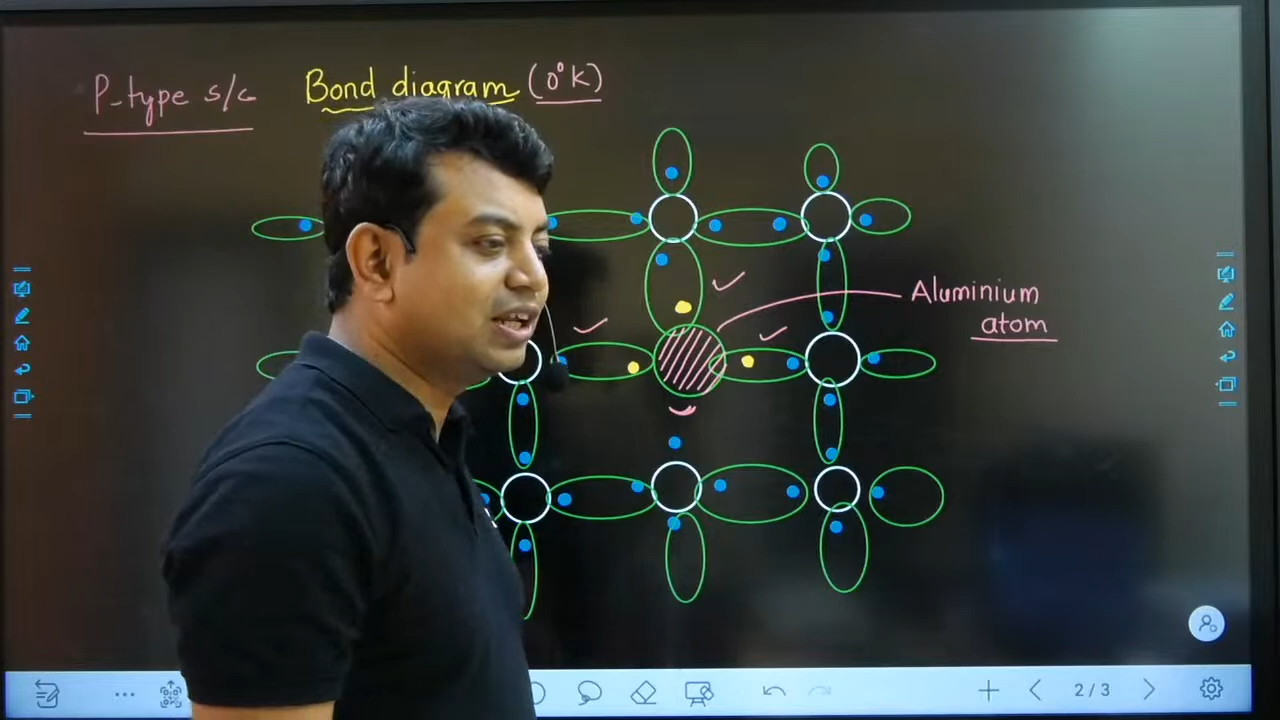 P-type s/c Bond diagram (0°K)
Aluminium
atom
2/3